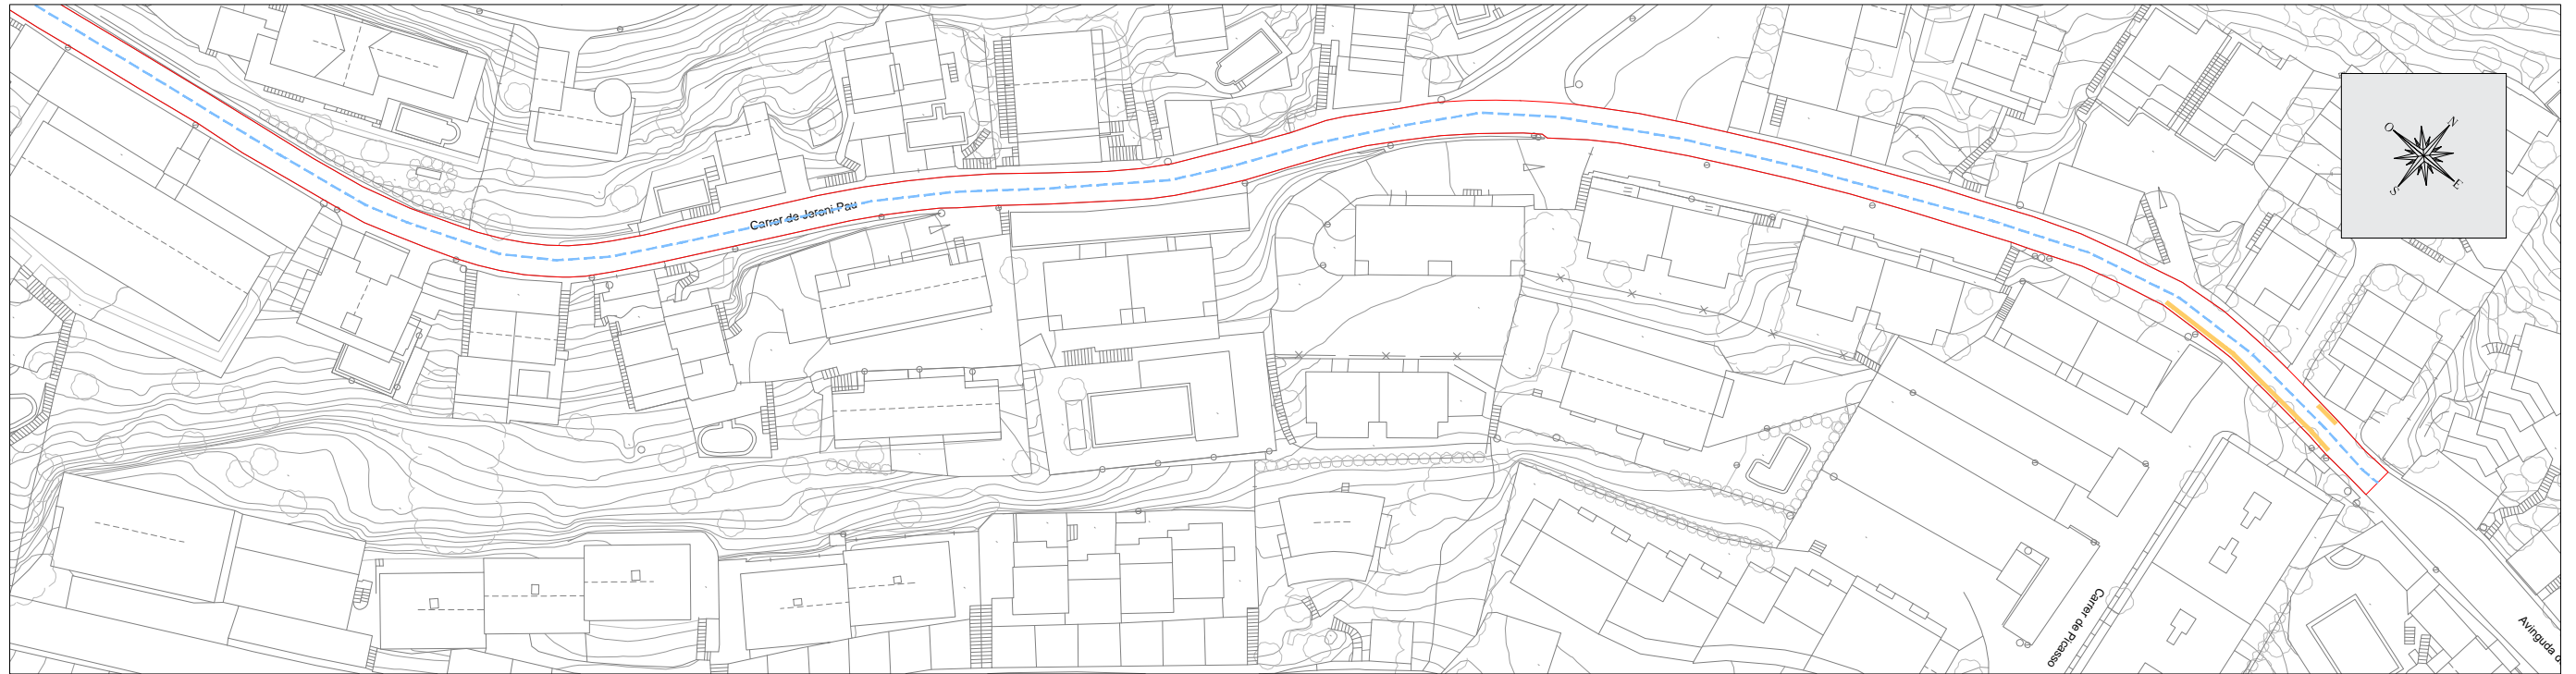 O
N
S
E
Carrer de Jeroni Pau
Carrer de Picasso
Avinguda d